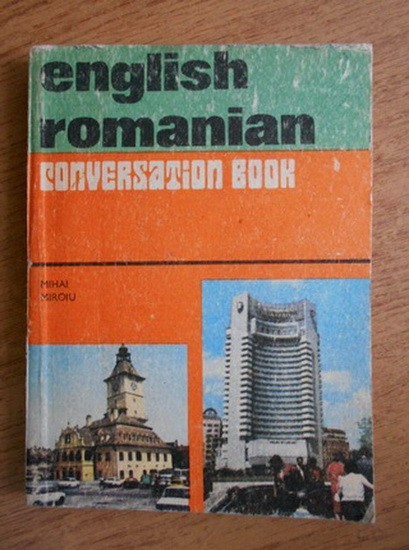 english
romanian
CONVERSATION BOOK
MIHAI
MIROIU